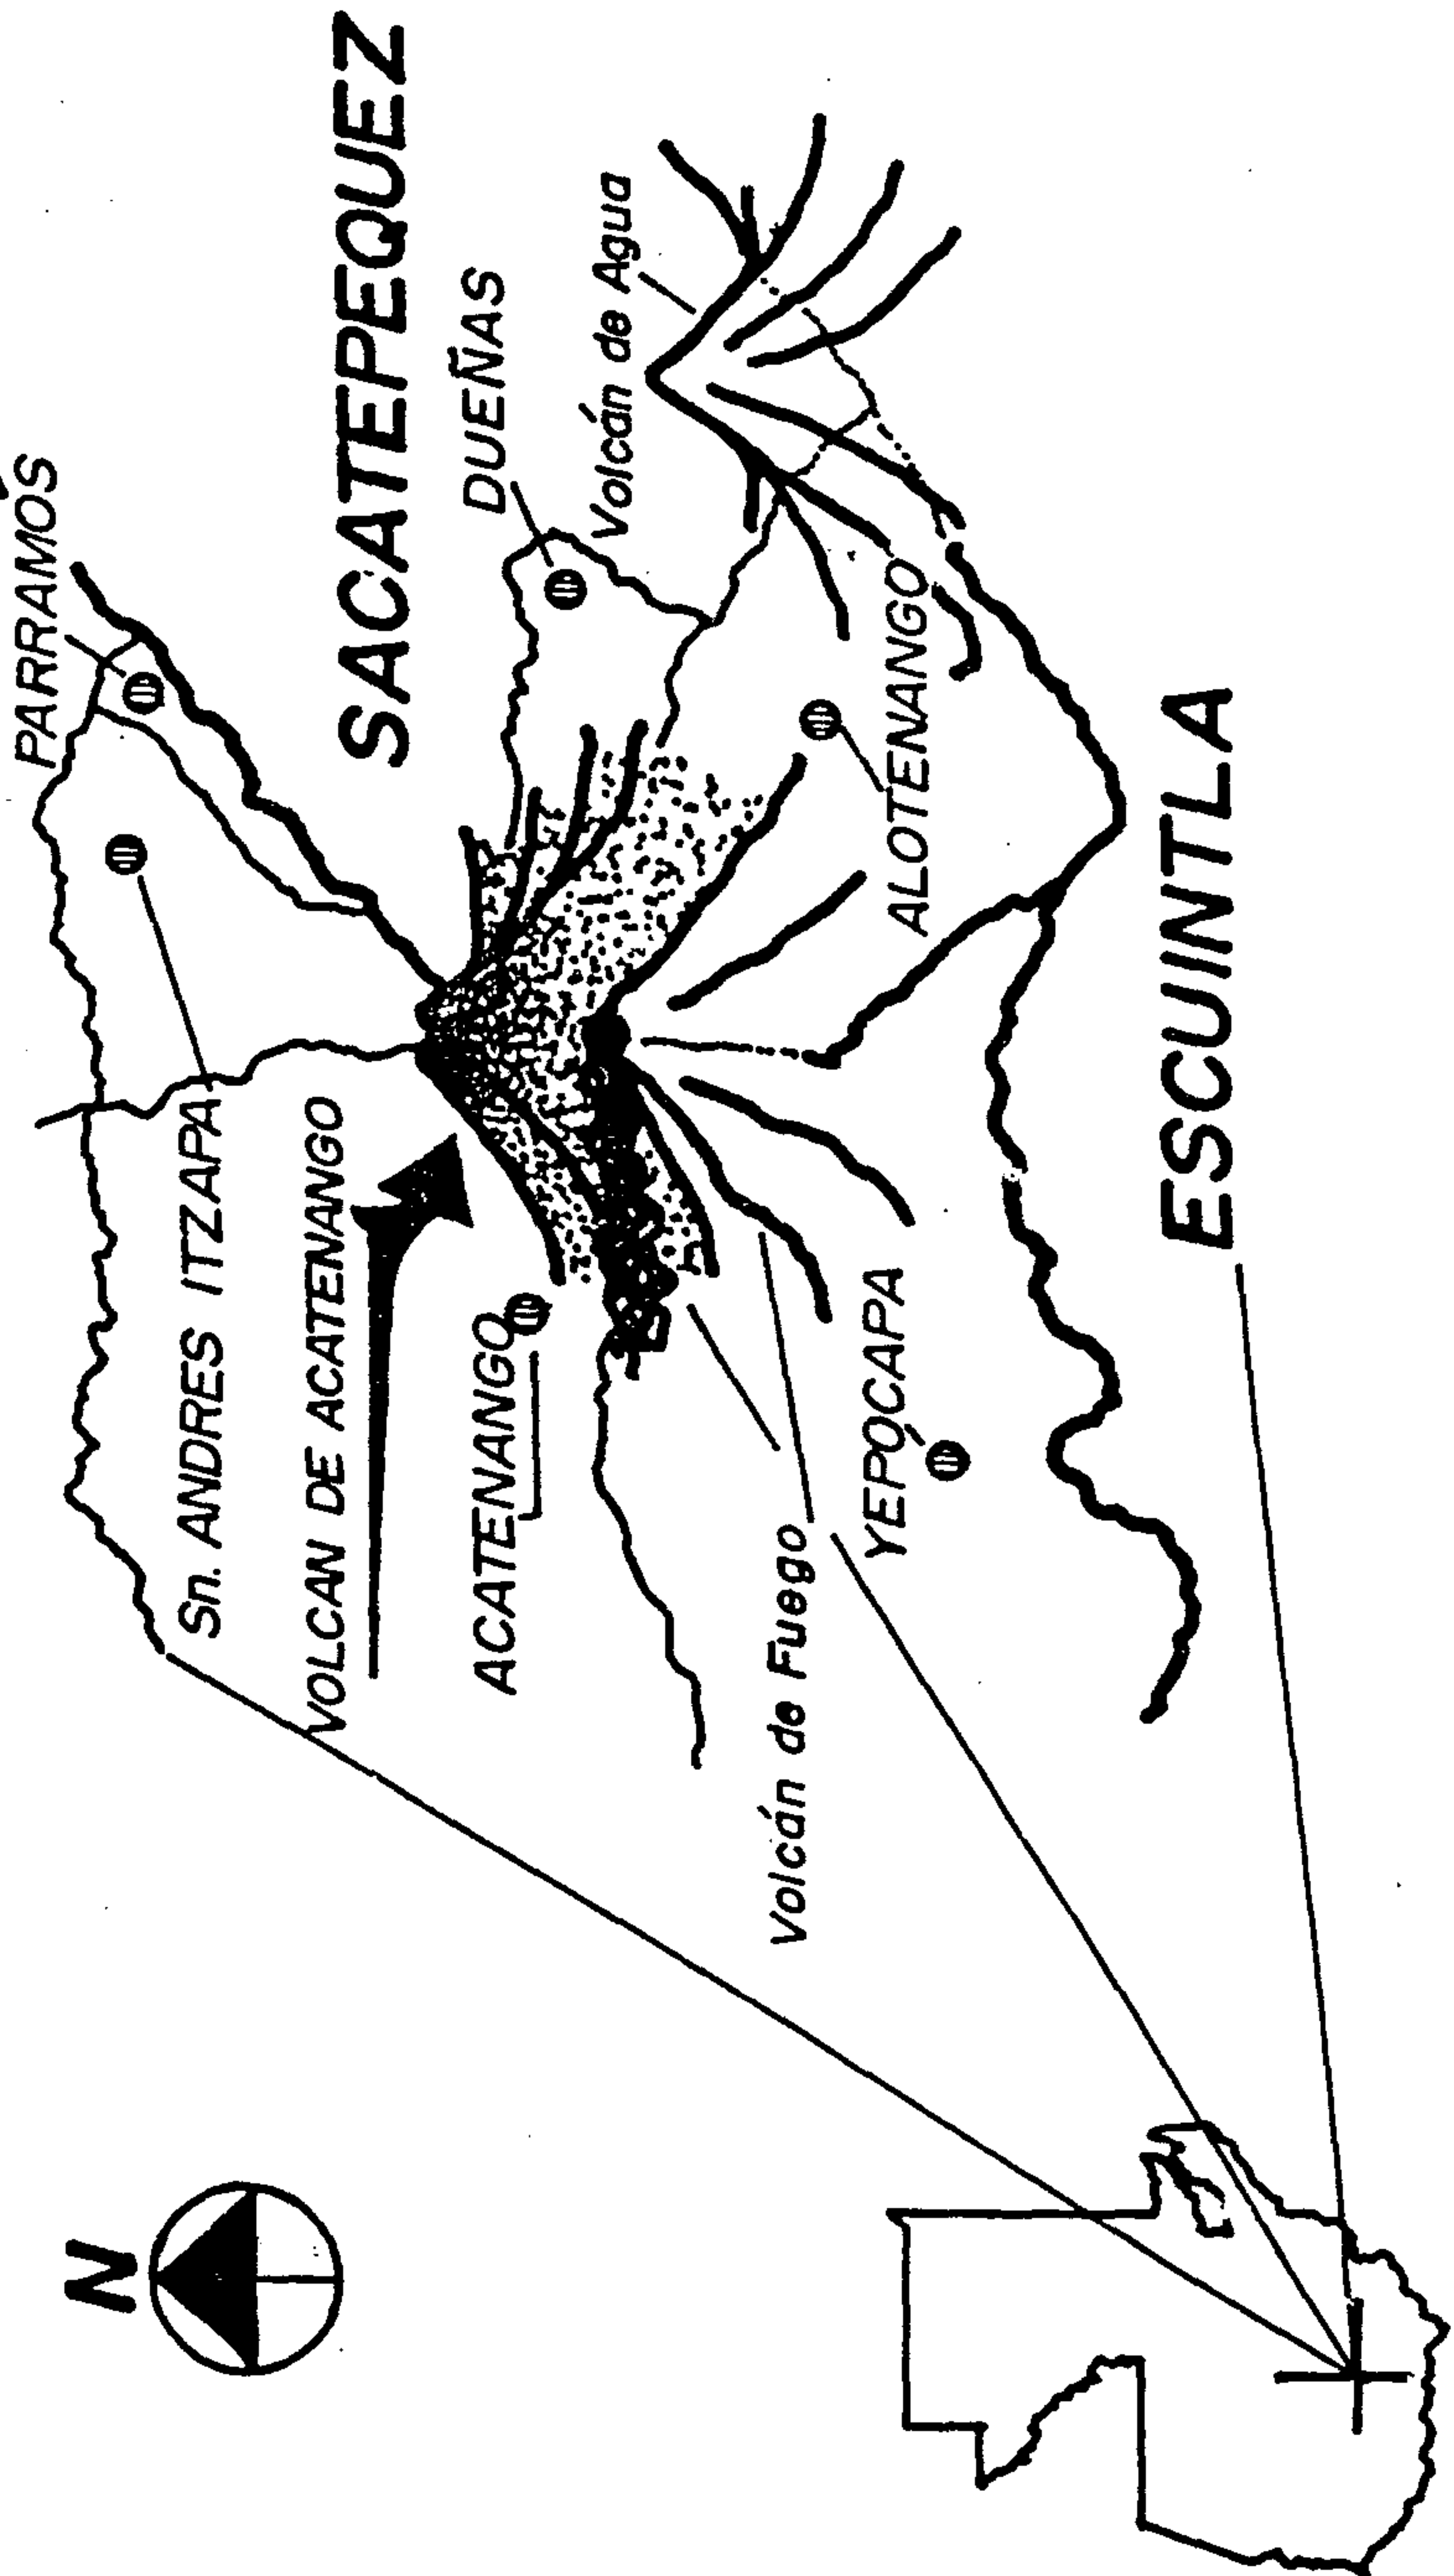 N
PARRAMOS
Sn. ANDRES ITZAPA
SACATEPEQUEZ
VOLCAN DE ACATENANGO
DUEÑAS
ACATENANGO
Volcán de Agua
Volcán de Fuego
YEPOCAPA
ALOTENANGO
ESCUINTLA